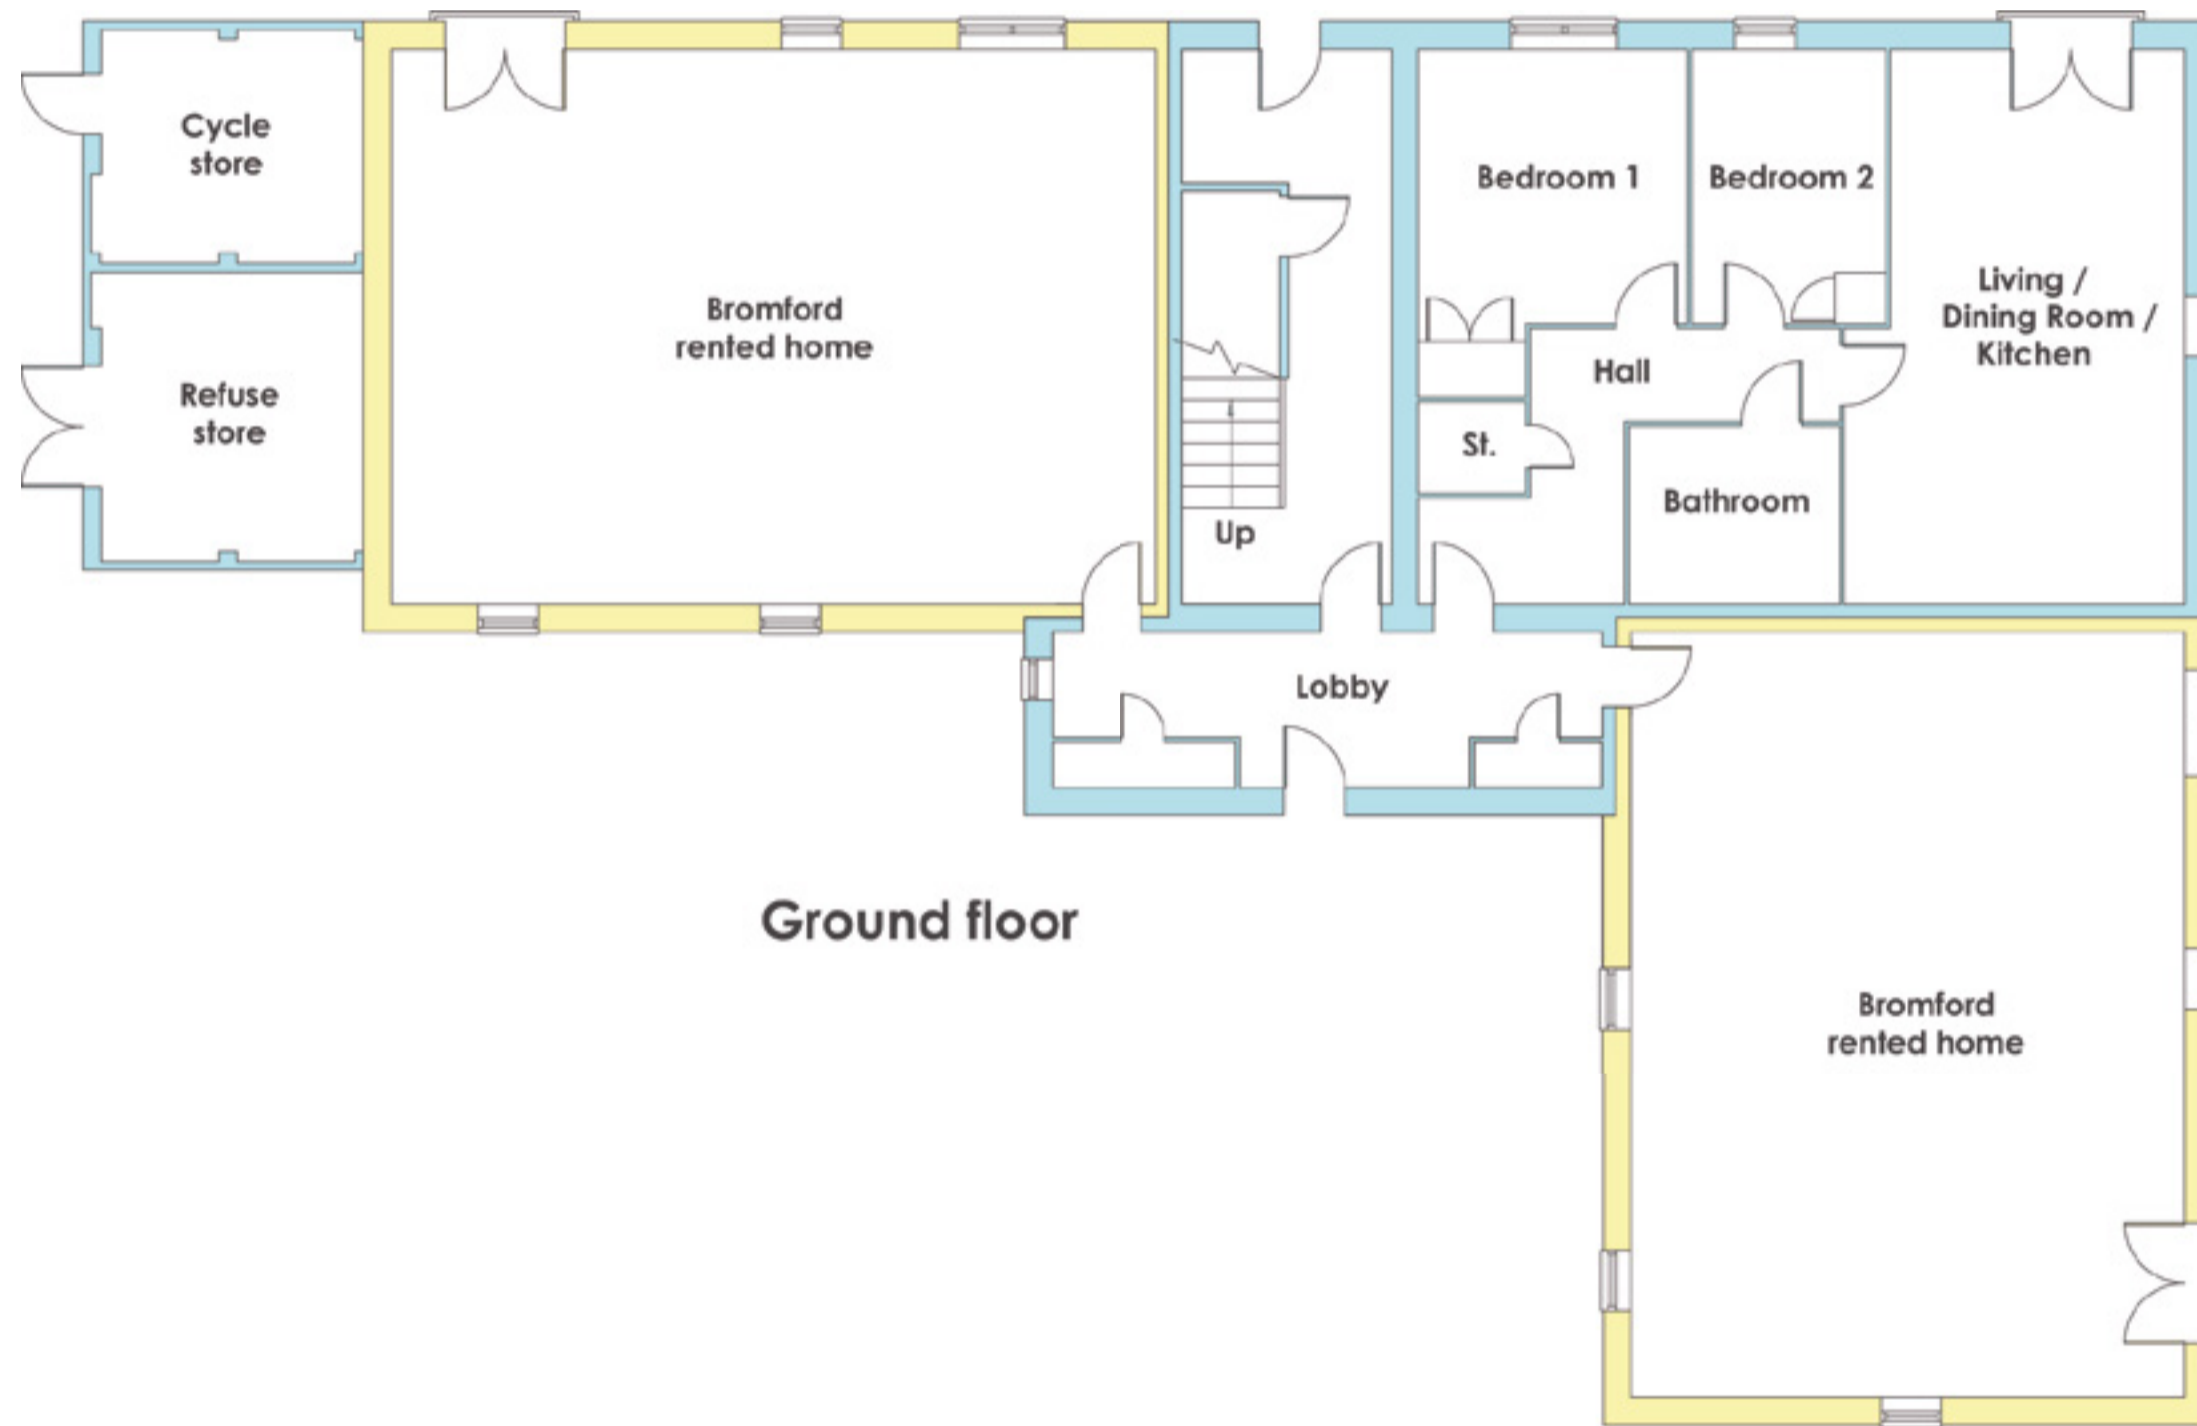 Cycle
store
Bedroom 1
Bedroom 2
Bromford
rented home
Living /
Dining Room /
Kitchen
Hall
Refuse
store
St.
Bathroom
Up
Lobby
Ground floor
Bromford
rented home